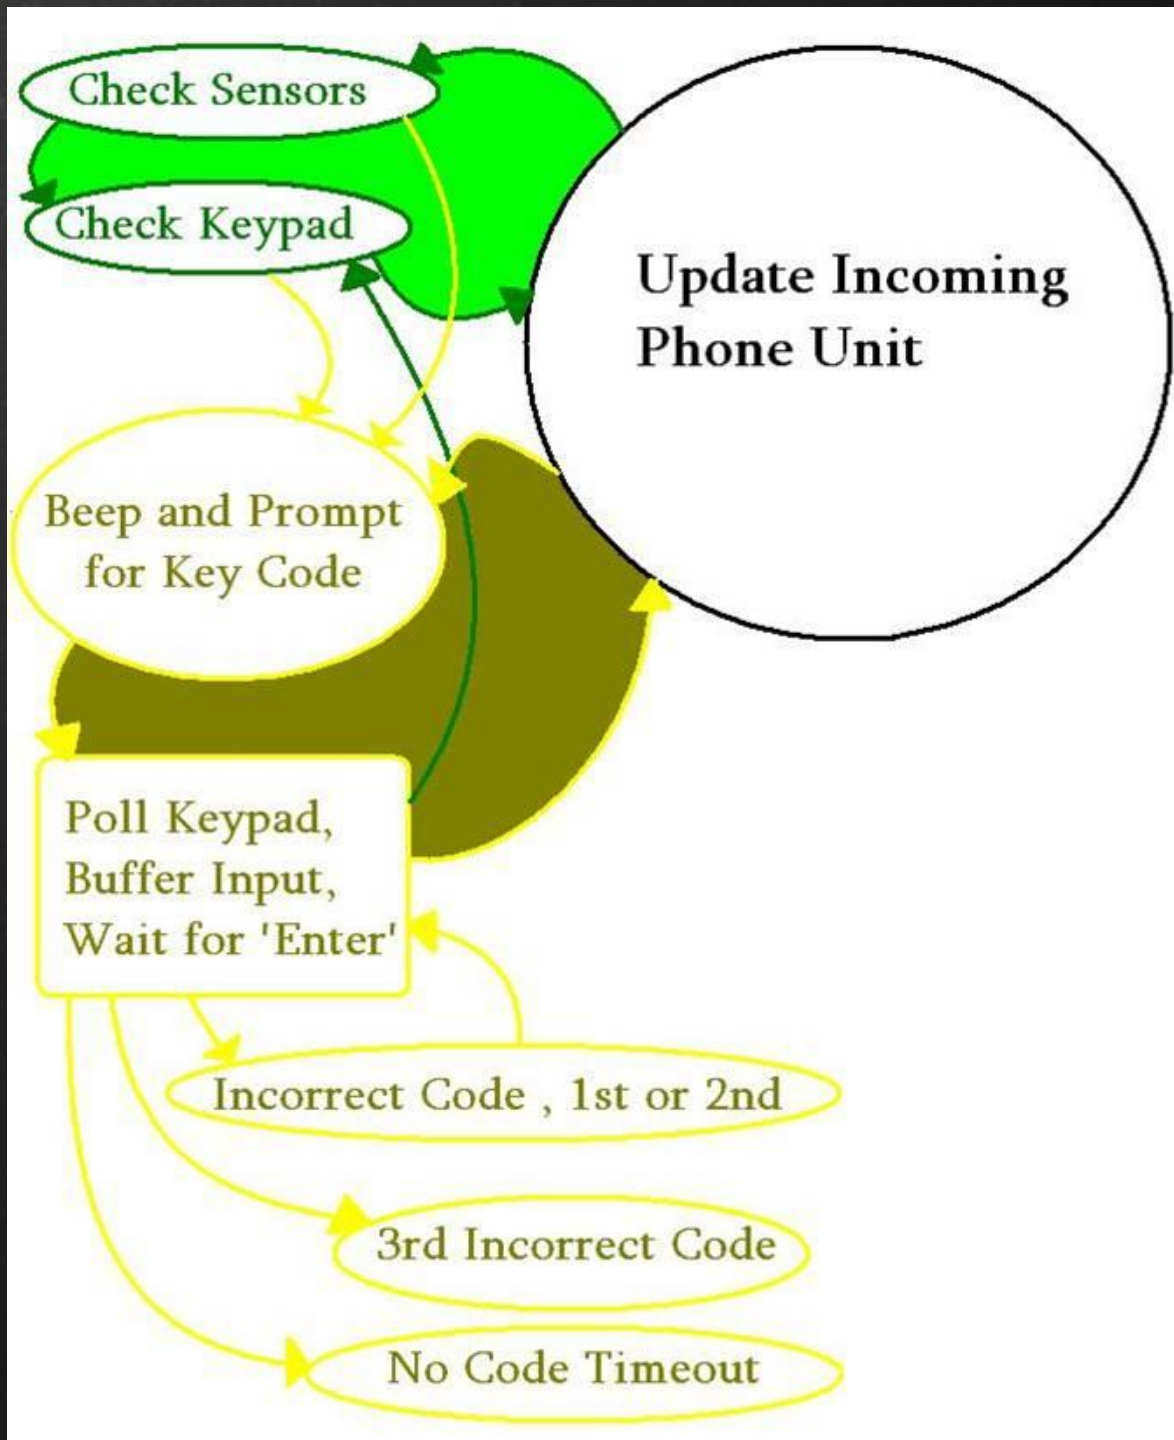 Check Sensors
Check Keypad
Update Incoming
Phone Unit
Beep and Prompt
for Key Code
Poll Keypad,
Buffer Input,
Wait for 'Enter'
Incorrect Code , 1st or 2nd
3rd Incorrect Code
No Code Timeout